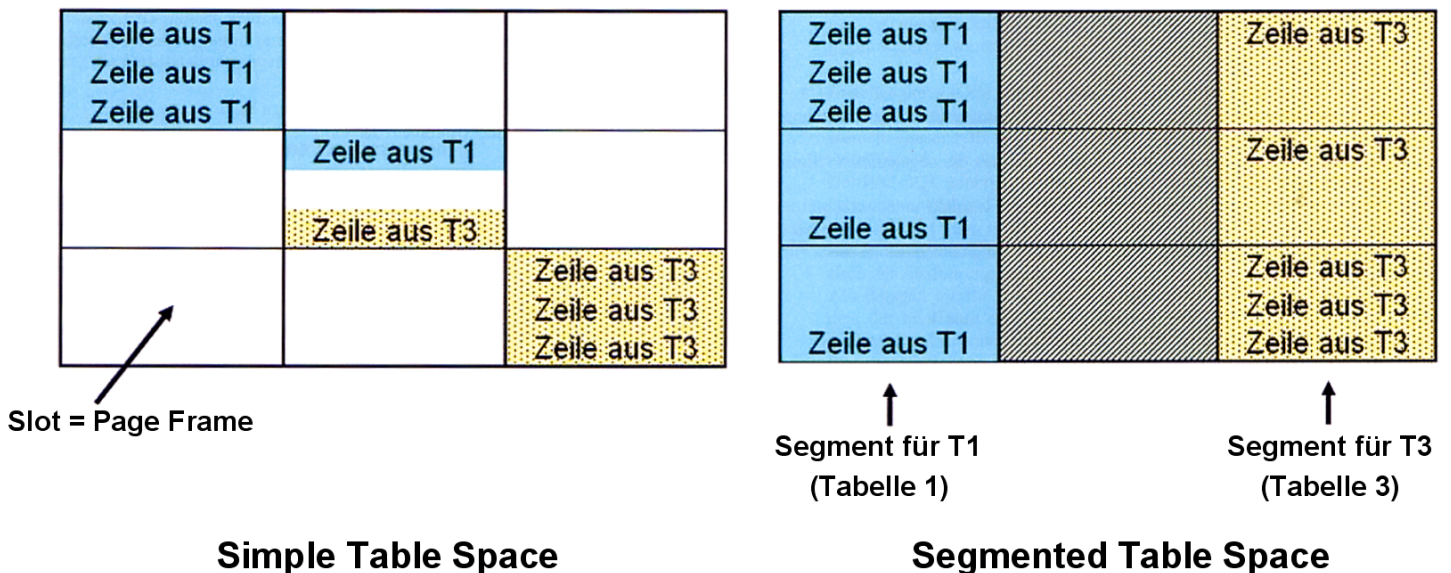 Zeile aus T1
Zeile aus T1
Zeile aus T1
Zeile aus T1
Zeile aus T3
Zeile aus T3
Zeile aus T3
Zeile aus T3
Slot = Page Frame
Simple Table Space
Zeile aus T1
Zeile aus T1
Zeile aus T1
Zeile aus T1
Zeile aus T1
Zeile aus T3
Zeile aus T3
Zeile aus T3
Zeile aus T3
Zeile aus T3
Segment für T1
(Tabelle 1)
Segment für T3
(Tabelle 3)
Segmented Table Space